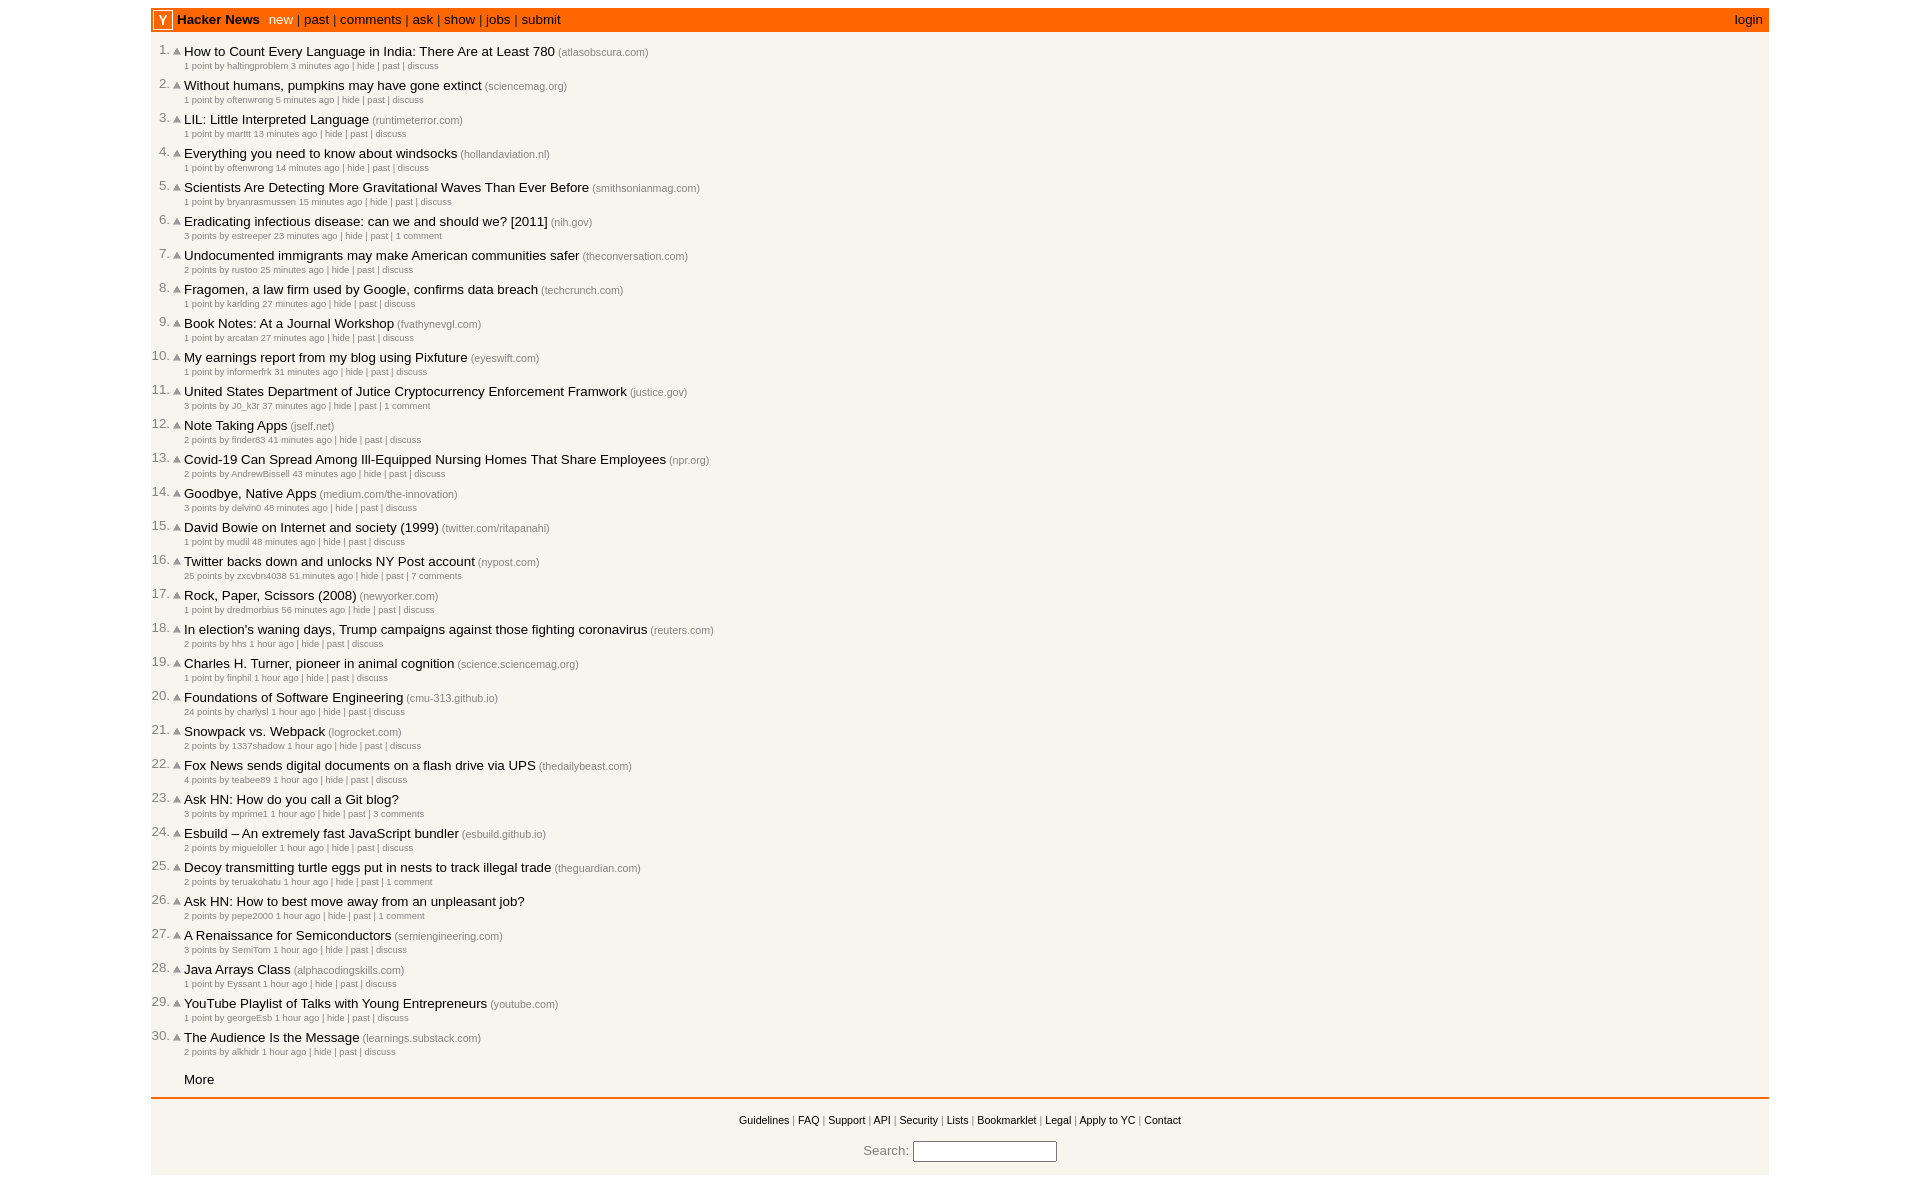 Y Hacker News new | past | comments | ask | show | jobs | submit login
1. How to Count Every Language in India: There Are at Least 780 (atlasobscura.com)
1 point by haltingproblem 3 minutes ago | hide | past | discuss
2. Without humans, pumpkins may have gone extinct (sciencemag.org)
1 point by oftenwrong 5 minutes ago | hide | past | discuss
3. LIL: Little Interpreted Language (runtimeterror.com)
1 point by marttt 13 minutes ago | hide | past | discuss
4. Everything you need to know about windsocks (hollandaviation.nl)
1 point by oftenwrong 14 minutes ago | hide | past | discuss
5. Scientists Are Detecting More Gravitational Waves Than Ever Before (smithsonianmag.com)
1 point by bryanrasmussen 15 minutes ago | hide | past | discuss
6. Eradicating infectious disease: can we and should we? [2011] (nih.gov)
3 points by estreeper 23 minutes ago | hide | past | 1 comment
7. Undocumented immigrants may make American communities safer (theconversation.com)
2 points by rustoo 25 minutes ago | hide | past | discuss
8. Fragomen, a law firm used by Google, confirms data breach (techcrunch.com)
1 point by karlding 27 minutes ago | hide | past | discuss
9. Book Notes: At a Journal Workshop (fvathynevgl.com)
1 point by arcatan 27 minutes ago | hide | past | discuss
10. My earnings report from my blog using Pixfuture (eyeswift.com)
1 point by informerfrk 31 minutes ago | hide | past | discuss
11. United States Department of Jutice Cryptocurrency Enforcement Framwork (justice.gov)
3 points by J0_k3r 37 minutes ago | hide | past | 1 comment
12. Note Taking Apps (jself.net)
2 points by finder83 41 minutes ago | hide | past | discuss
13. Covid-19 Can Spread Among Ill-Equipped Nursing Homes That Share Employees (npr.org)
2 points by AndrewBissell 43 minutes ago | hide | past | discuss
14. Goodbye, Native Apps (medium.com/the-innovation)
3 points by delvin0 48 minutes ago | hide | past | discuss
15. David Bowie on Internet and society (1999) (twitter.com/ritapanahi)
1 point by mudil 48 minutes ago | hide | past | discuss
16. Twitter backs down and unlocks NY Post account (nypost.com)
25 points by zxcvbn4038 51 minutes ago | hide | past | 7 comments
17. Rock, Paper, Scissors (2008) (newyorker.com)
1 point by dredmorbius 56 minutes ago | hide | past | discuss
18. In election's waning days, Trump campaigns against those fighting coronavirus (reuters.com)
2 points by hhs 1 hour ago | hide | past | discuss
19. Charles H. Turner, pioneer in animal cognition (science.sciencemag.org)
1 point by finphil 1 hour ago | hide | past | discuss
20. Foundations of Software Engineering (cmu-313.github.io)
24 points by charlysl 1 hour ago | hide | past | discuss
21. Snowpack vs. Webpack (logrocket.com)
2 points by 1337shadow 1 hour ago | hide | past | discuss
22. Fox News sends digital documents on a flash drive via UPS (thedailybeast.com)
4 points by teabee89 1 hour ago | hide | past | discuss
23. Ask HN: How do you call a Git blog?
3 points by mprime1 1 hour ago | hide | past | 3 comments
24. Esbuild – An extremely fast JavaScript bundler (esbuild.github.io)
2 points by migueloller 1 hour ago | hide | past | discuss
25. Decoy transmitting turtle eggs put in nests to track illegal trade (theguardian.com)
2 points by teruakohatu 1 hour ago | hide | past | 1 comment
26. Ask HN: How to best move away from an unpleasant job?
2 points by pepe2000 1 hour ago | hide | past | 1 comment
27. A Renaissance for Semiconductors (semiengineering.com)
3 points by SemiTom 1 hour ago | hide | past | discuss
28. Java Arrays Class (alphacodingskills.com)
1 point by Eyssant 1 hour ago | hide | past | discuss
29. YouTube Playlist of Talks with Young Entrepreneurs (youtube.com)
1 point by georgeEsb 1 hour ago | hide | past | discuss
30. The Audience Is the Message (learnings.substack.com)
2 points by alkhidr 1 hour ago | hide | past | discuss
More
Guidelines | FAQ | Support | API | Security | Lists | Bookmarklet | Legal | Apply to YC | Contact
Search: